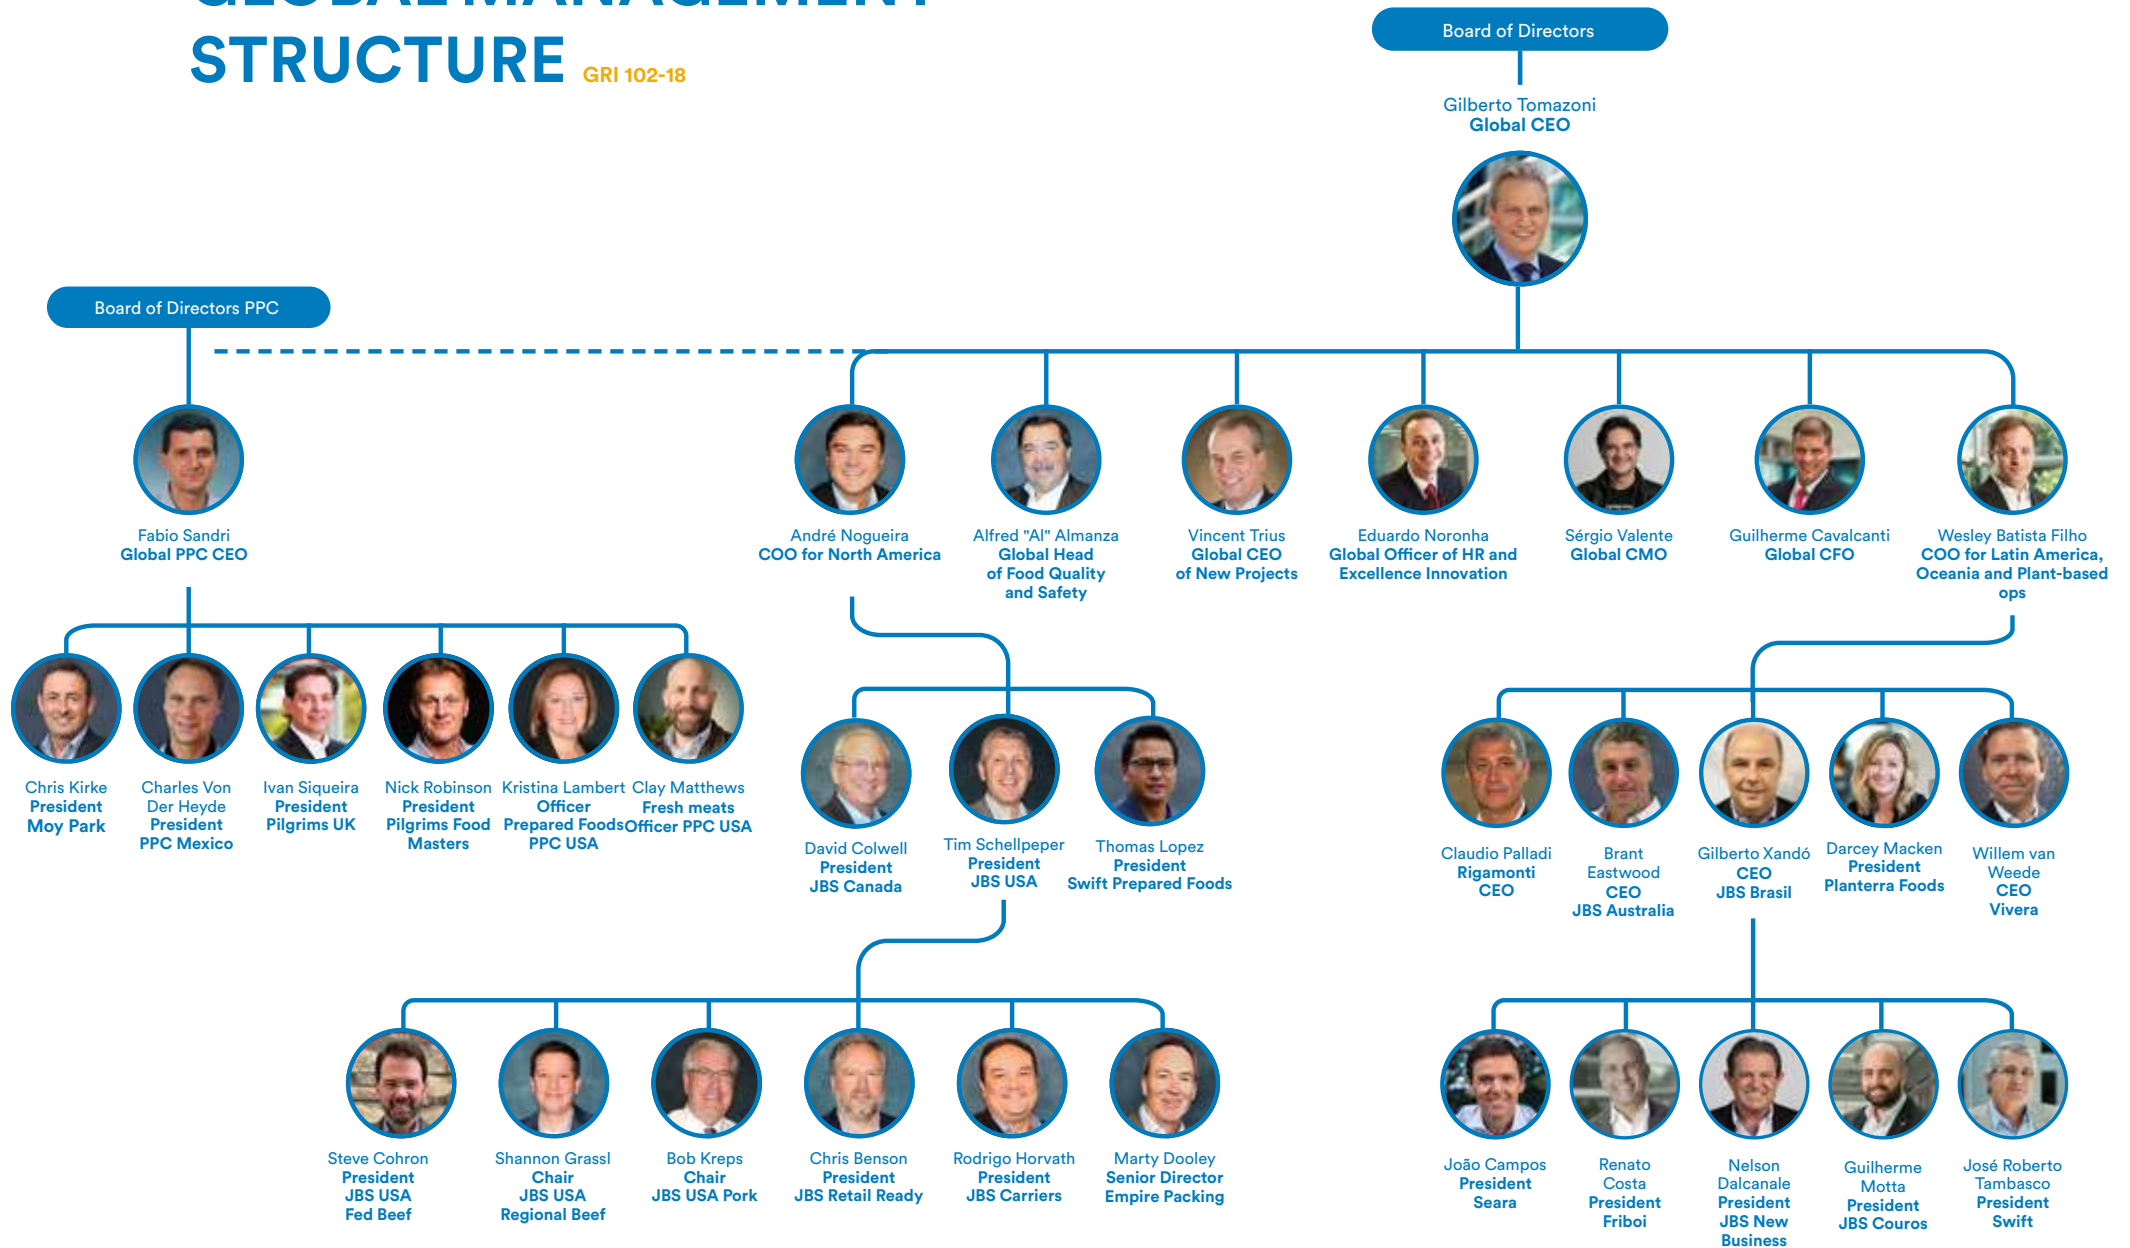 GLOBAL MANAGEMENT
STRUCTURE GRI 102-18
Board of Directors
Gilberto Tomazoni
Global CEO
Board of Directors PPC
Fabio Sandri
Global PPC CEO
André Nogueira
COO for North America
Alfred "Al" Almanza
Global Head
of Food Quality
and Safety
Vincent Trius
Global CEO
of New Projects
Eduardo Noronha
Global Officer of HR and
Excellence Innovation
Sérgio Valente
Global CMO
Guilherme Cavalcanti
Global CFO
Wesley Batista Filho
COO for Latin America,
Oceania and Plant-based
ops
Chris Kirke
President
Moy Park
Charles Von
Der Heyde
President
PPC Mexico
Ivan Siqueira
President
Pilgrims UK
Nick Robinson
President
Pilgrims Food
Masters
Kristina Lambert
Officer
Prepared Foods
PPC USA
Clay Matthews
Fresh meats
Officer PPC USA
David Colwell
President
JBS Canada
Tim Schellpeper
President
JBS USA
Thomas Lopez
President
Swift Prepared Foods
Claudio Palladi
Rigamonti
CEO
Brant
Eastwood
CEO
JBS Australia
Gilberto Xandó
CEO
JBS Brasil
Darcey Macken
President
Planterra Foods
Willem van
Weede
CEO
Vivera
Steve Cohron
President
JBS USA
Fed Beef
Shannon Grassl
Chair
JBS USA
Regional Beef
Bob Kreps
Chair
JBS USA Pork
Chris Benson
President
JBS Retail Ready
Rodrigo Horvath
President
JBS Carriers
Marty Dooley
Senior Director
Empire Packing
João Campos
President
Seara
Renato
Costa
President
Friboi
Nelson
Dalcanale
President
JBS New
Business
Guilherme
Motta
President
JBS Couros
José Roberto
Tambasco
President
Swift